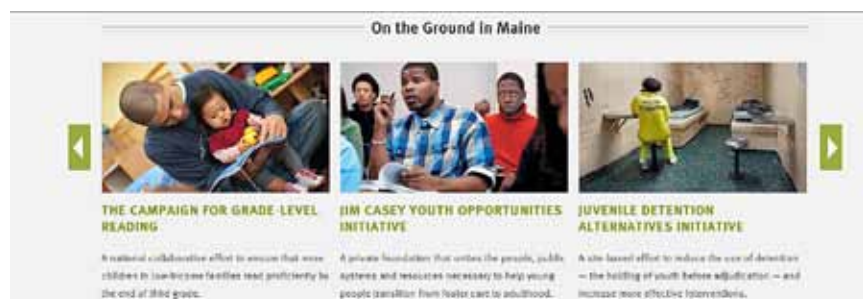 On the Ground in Maine
THE CAMPAIGN FOR GRADE-LEVEL
READING
A national collaborative effort to ensure that more
children in low-income families read proficiently by
the end of third grade.
JIM CASEY YOUTH OPPORTUNITIES
INITIATIVE
A private foundation that unites the people, public
systems and resources necessary to help young
people transition from foster care to adulthood.
JUVENILE DETENTION
ALTERNATIVES INITIATIVE
A site-based effort to reduce the use of detention
— the holding of youth before adjudication — and
increase more effective interventions.